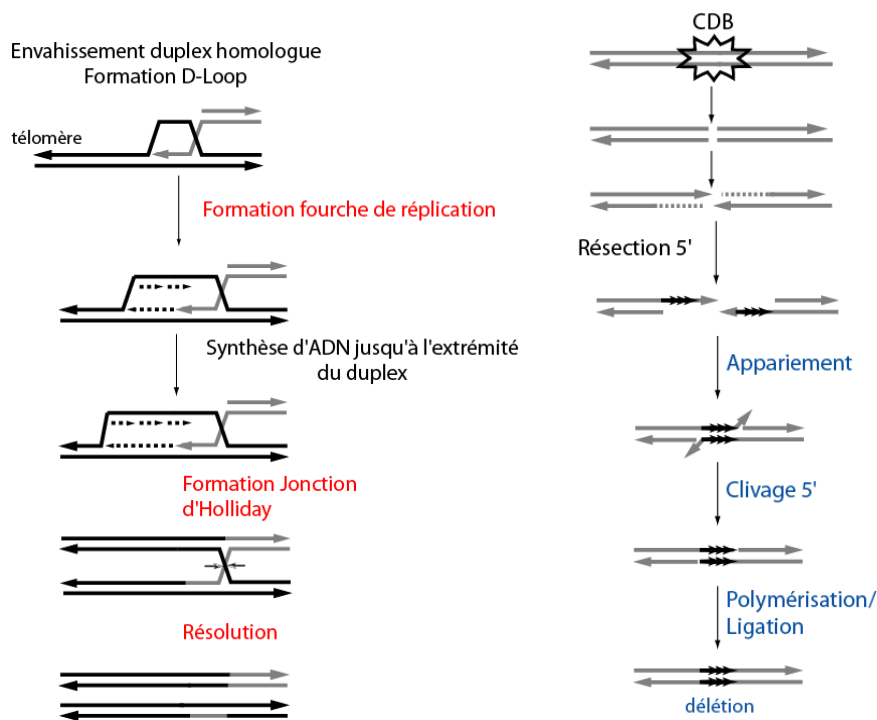 Envahissement duplex homologue
Formation D-Loop
télomère
Formation fourche de réplication
Synthèse d'ADN jusqu'à l'extrémité
du duplex
Formation Jonction
d'Holliday
Résolution
CDB
Résection 5'
Appariement
Clivage 5'
Polymérisation/
Ligation
délétion